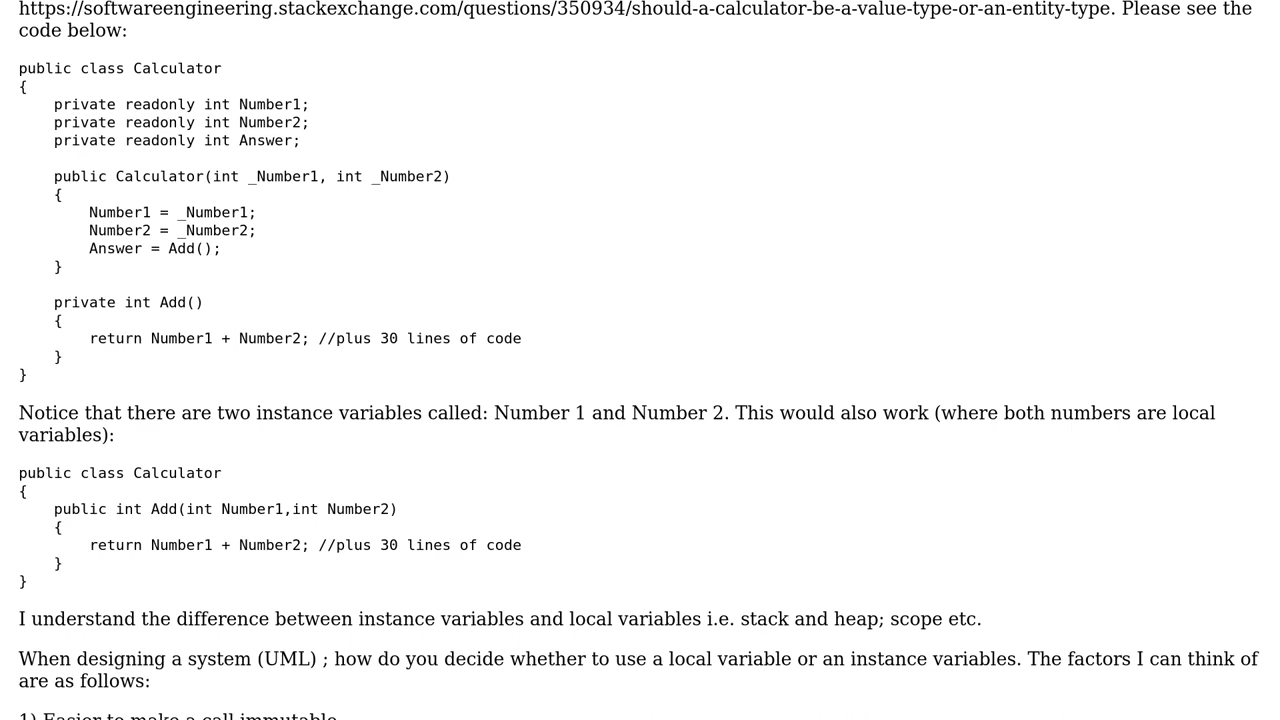 https://softwareengineering.stackexchange.com/questions/350934/should-a-calculator-be-a-value-type-or-an-entity-type. Please see the
code below:
public class Calculator
{
    private readonly int Number1;
    private readonly int Number2;
    private readonly int Answer;

    public Calculator(int _Number1, int _Number2)
    {
        Number1 = _Number1;
        Number2 = _Number2;
        Answer = Add();
    }

    private int Add()
    {
        return Number1 + Number2; //plus 30 lines of code
    }
}
Notice that there are two instance variables called: Number 1 and Number 2. This would also work (where both numbers are local
variables):
public class Calculator
{
    public int Add(int Number1,int Number2)
    {
        return Number1 + Number2; //plus 30 lines of code
    }
}
I understand the difference between instance variables and local variables i.e. stack and heap; scope etc.
When designing a system (UML) ; how do you decide whether to use a local variable or an instance variables. The factors I can think of
are as follows:
1) Easier to make a call immutable